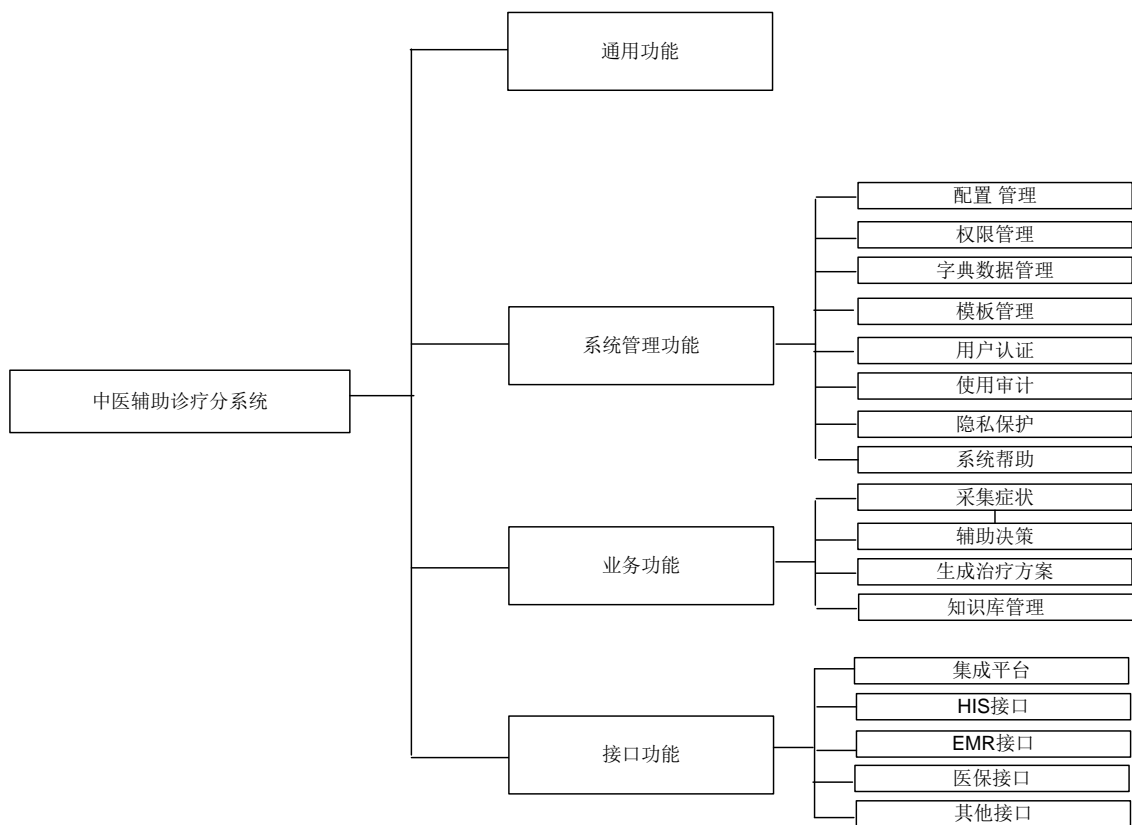 通用功能
配置 管理
权限管理
字典数据管理
模板管理
系统管理功能
用户认证
中医辅助诊疗分系统
使用审计
隐私保护
系统帮助
采集症状
辅助决策
业务功能
生成治疗方案
知识库管理
集成平台
HIS接口
接口功能
EMR接口
医保接口
其他接口